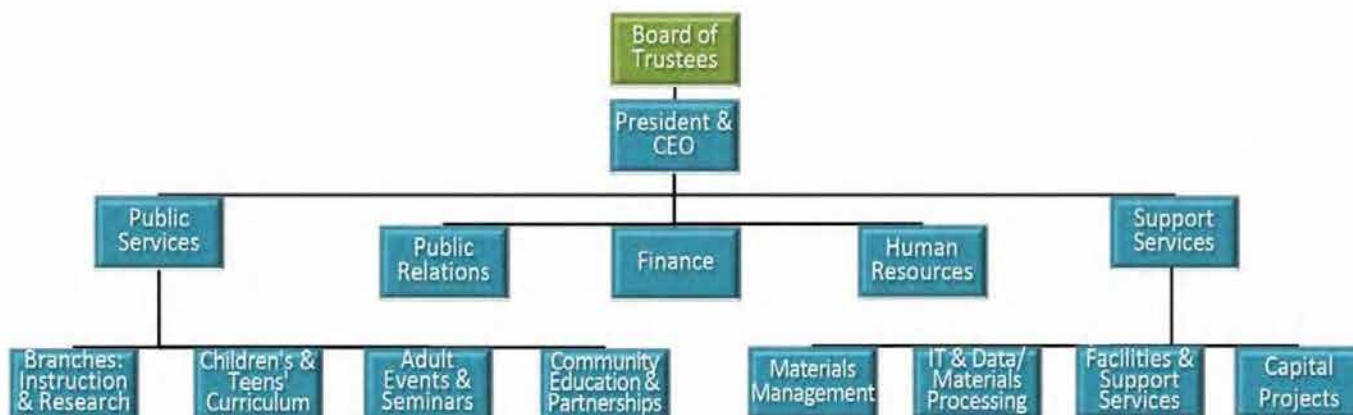 Board of
Trustees
President &
CEO
Public
Services
Public
Relations
Finance
Human
Resources
Support
Services
Branches:
Instruction
& Research
Children's &
Teens'
Curriculum
Adult
Events &
Seminars
Community
Education &
Partnerships
Materials
Management
IT & Data/
Materials
Processing
Facilities &
Support
Services
Capital
Projects